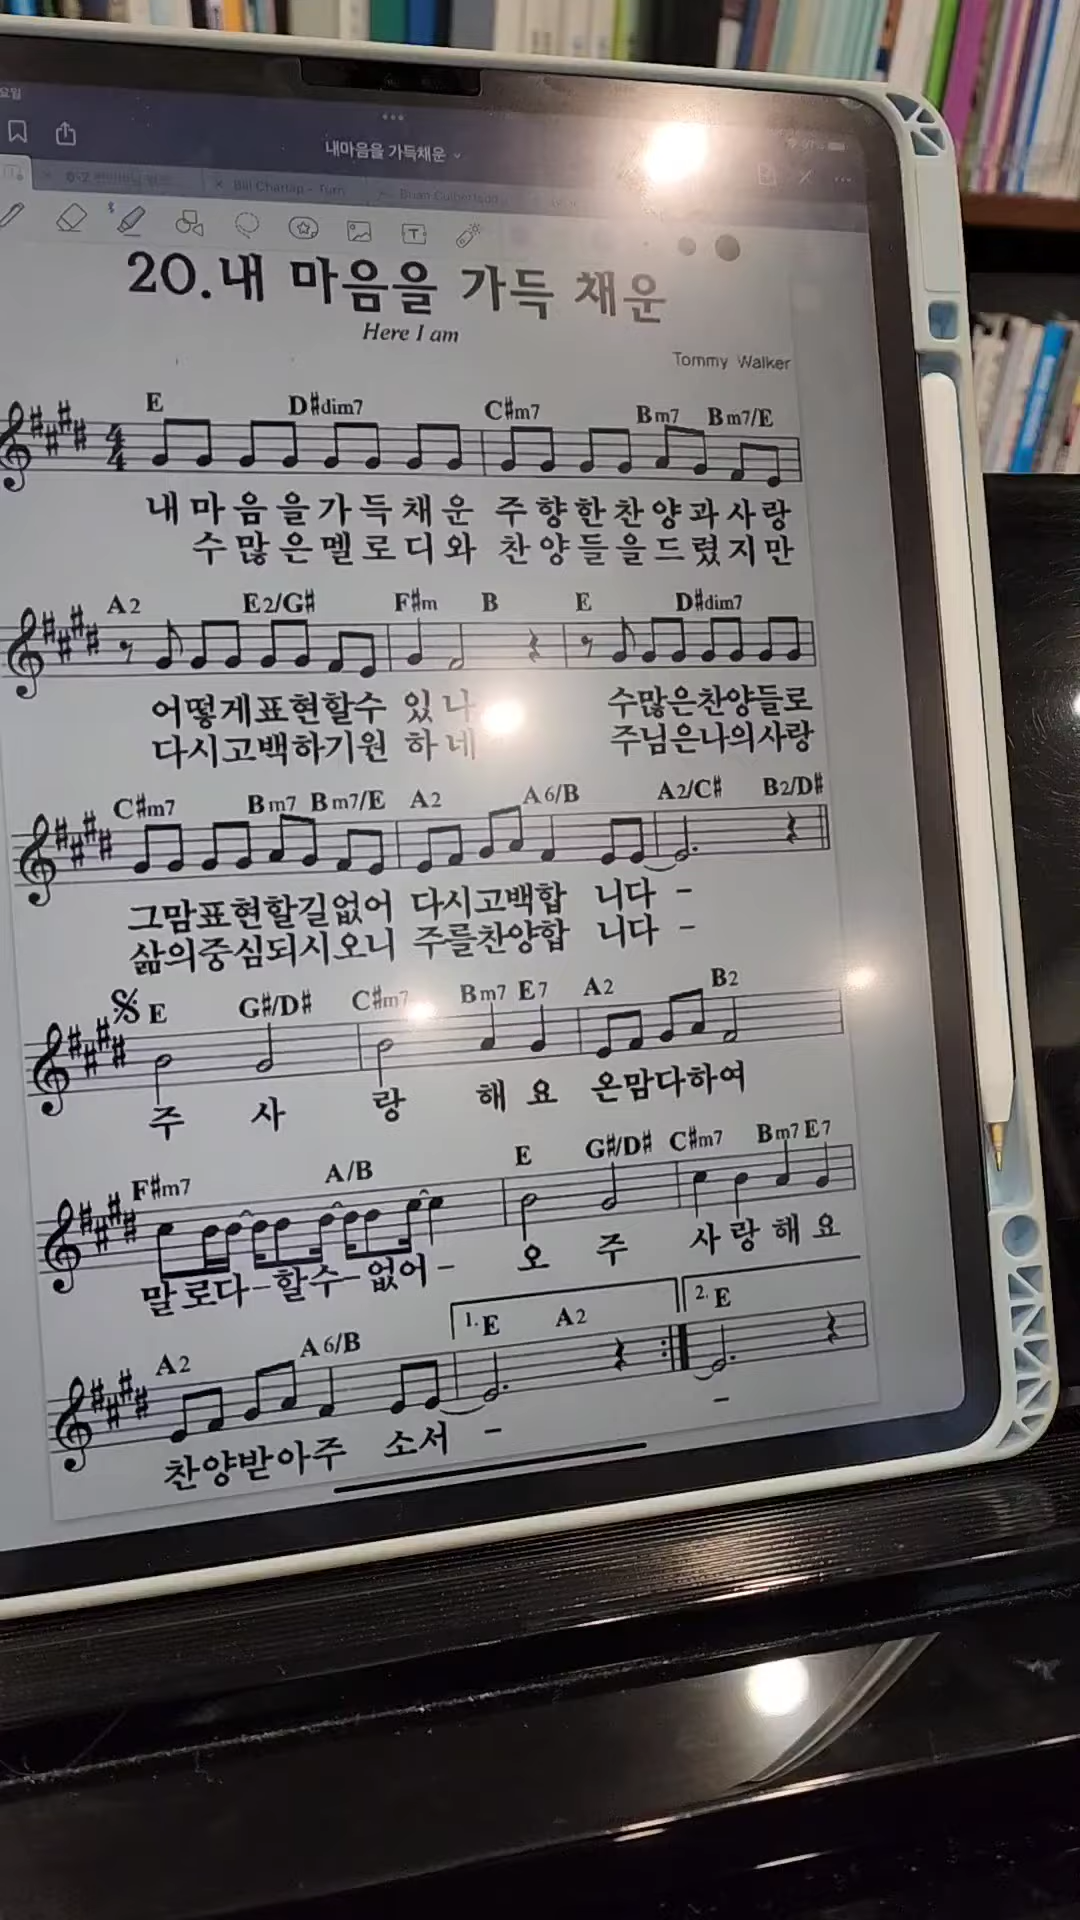 요일
내마음을 가득채운
Bill Charlap - Turn
Brian Culbertson
20.내 마음을 가득 채운
Here I am
Tommy Walker
E D#dim7 C#m7 Bm7 Bm7/E
4/4
내 마 음 을 가 득 채 운 주 향 한 찬 양 과 사 랑
수 많 은 멜 로 디 와 찬 양 들 을 드 렸 지 만
A2 E2/G# F#m B E D#dim7
어떻게표현할수 있 나 수많은찬양들로
다시고백하기원 하 네 주님은나의사랑
C#m7 Bm7 Bm7/E A2 A6/B A2/C# B2/D#
그맘표현할길없어 다시고백합 니다 -
삶의중심되시오니 주를찬양합 니다 -
E G#/D# C#m7 Bm7 E7 A2 B2
주 사 랑 해 요 온맘다하여
F#m7 A/B E G#/D# C#m7 Bm7 E7
말로다-할수-없어- 오 주 사 랑 해 요
A2 A6/B 1. E A2 2. E
찬양받아주 소서 - -